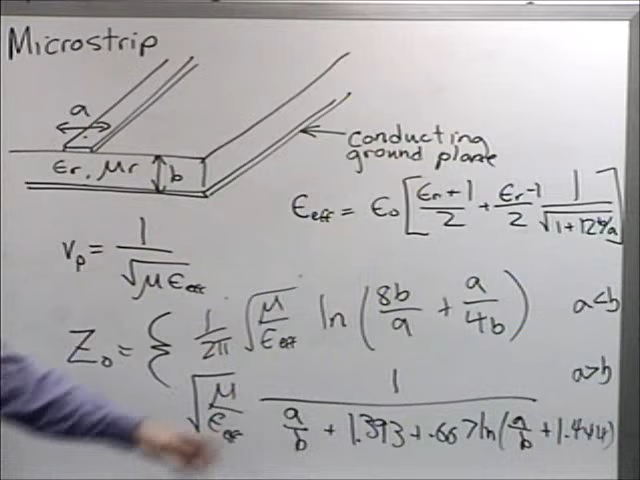 Microstrip
a
εr, μr b
conducting
ground plane
εeff = ε0 [ (εr+1)/2 + (εr-1)/2 1/√(1+12b/a) ]
vp = 1/√(μεeff)
Z0 = { 1/2π √(μ/εeff) ln(8b/a + a/4b) a<b
√(μ/εeff) 1/(a/b + 1.393 + .667 ln(a/b + 1.444)) a>b